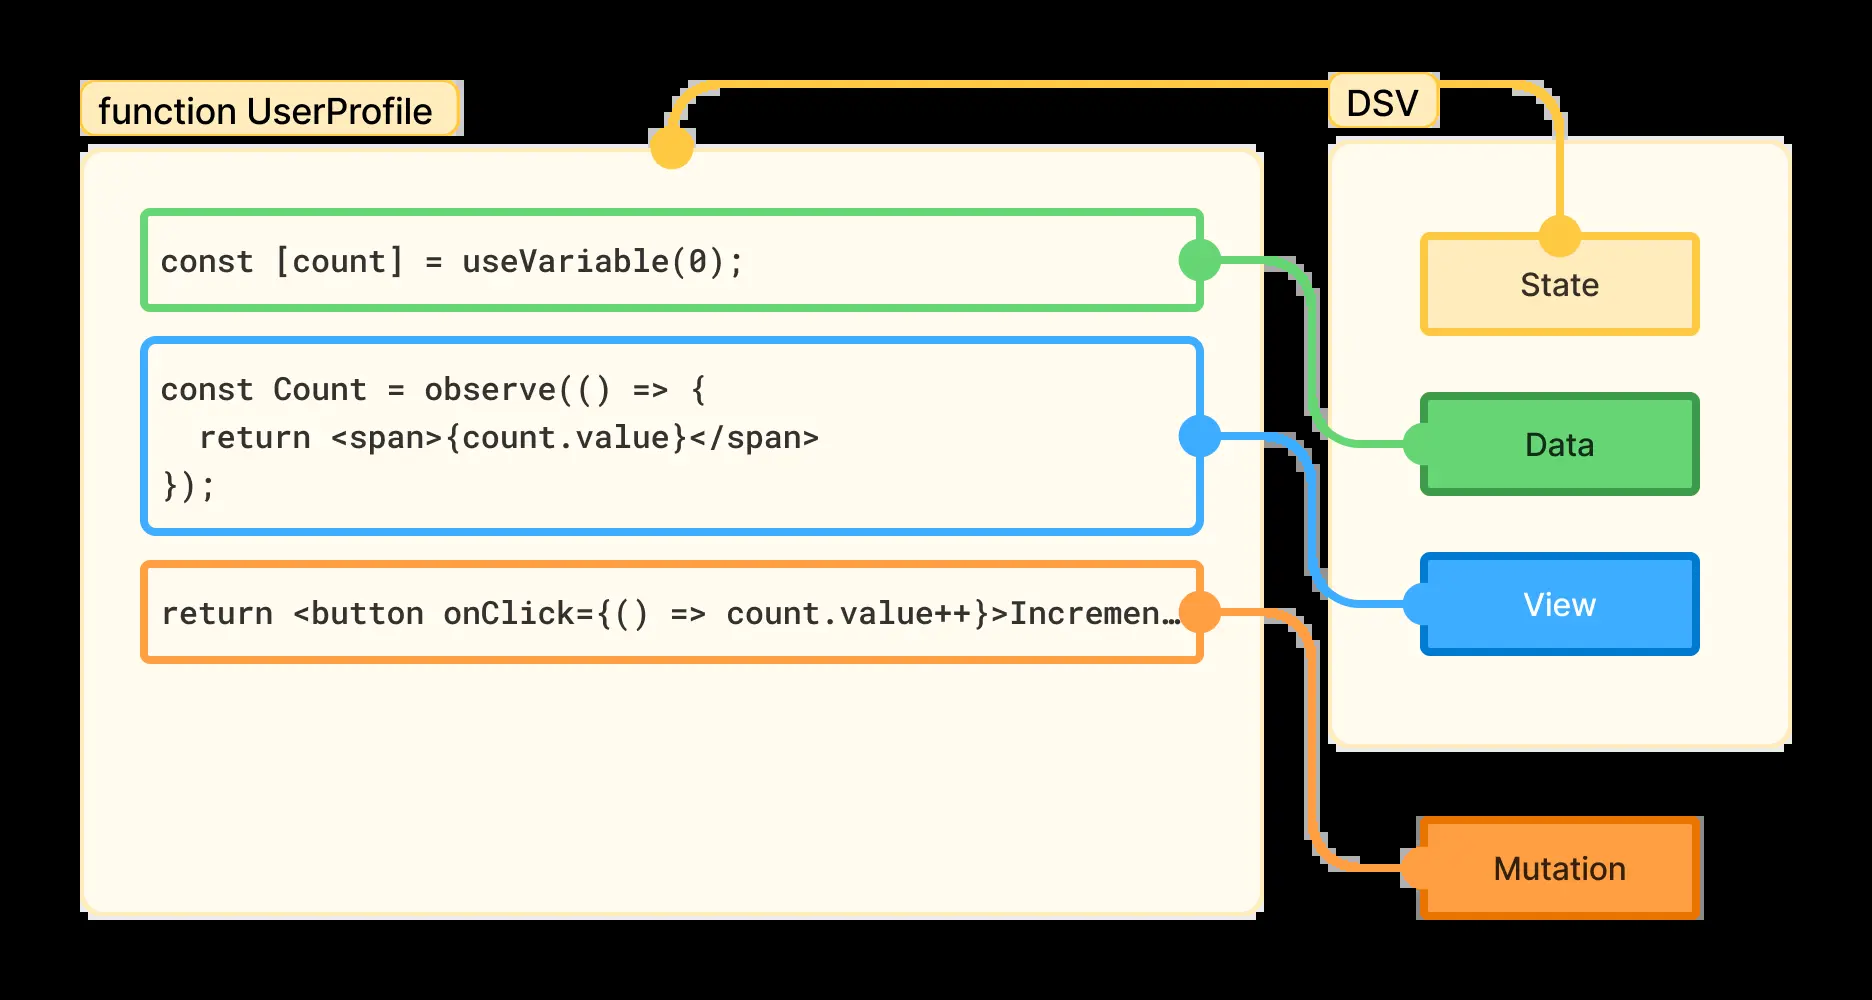 function UserProfile
DSV
const [count] = useVariable(0);
const Count = observe(() => {
  return <span>{count.value}</span>
});
return <button onClick={() => count.value++}>Incremen…
State
Data
View
Mutation